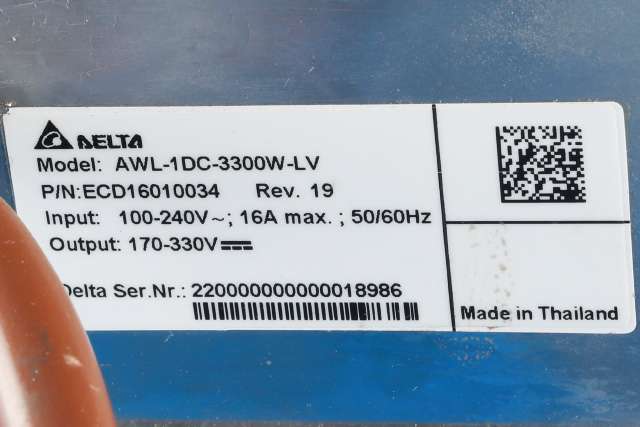 DELTA
Model: AWL-1DC-3300W-LV
P/N:ECD16010034 Rev. 19
Input: 100-240V~; 16A max. ; 50/60Hz
Output: 170-330V
Delta Ser.Nr.: 220000000000018986
Made in Thailand